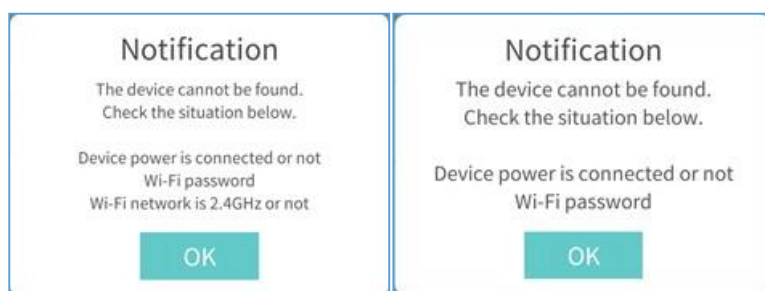 Notification
The device cannot be found.
Check the situation below.
Device power is connected or not
Wi-Fi password
Wi-Fi network is 2.4GHz or not
OK
Notification
The device cannot be found.
Check the situation below.
Device power is connected or not
Wi-Fi password
OK